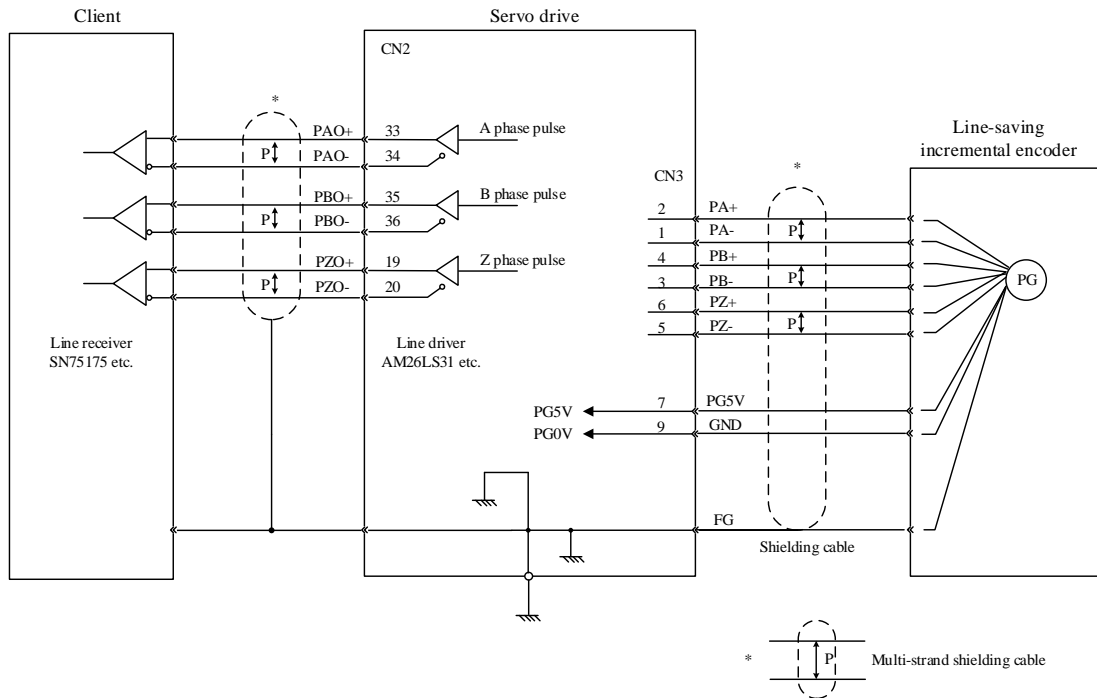 Client
Servo drive
CN2
*
PAO+ 33 A phase pulse
P
PAO- 34
PBO+ 35 B phase pulse
P
PBO- 36
PZO+ 19 Z phase pulse
P
PZO- 20
Line receiver
SN75175 etc.
Line driver
AM26LS31 etc.
Line-saving
incremental encoder
CN3
*
2 PA+
P
1 PA-
4 PB+
P
3 PB-
6 PZ+
P
5 PZ-
PG
PG5V 7 PG5V
PG0V 9 GND
FG
Shielding cable
* P Multi-strand shielding cable